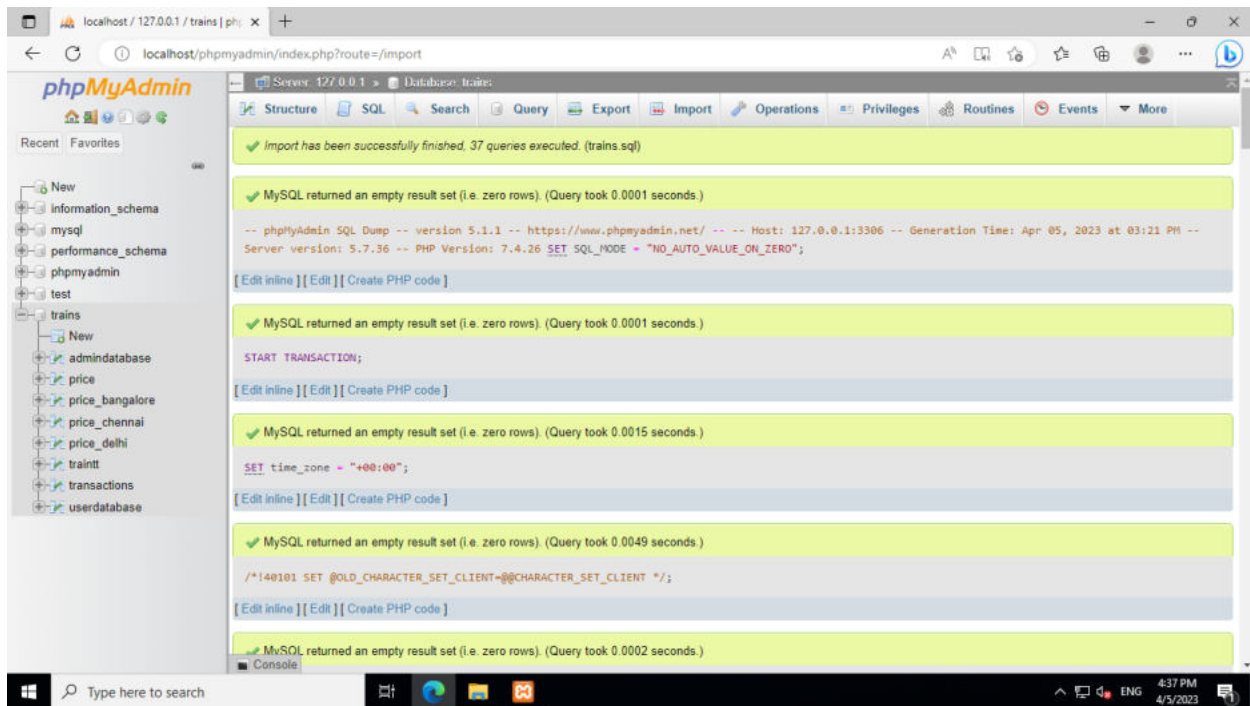 localhost / 127.0.0.1 / trains | ph
localhost/phpmyadmin/index.php?route=/import
phpMyAdmin
Recent Favorites
New
information_schema
mysql
performance_schema
phpmyadmin
test
trains
New
admindatabase
price
price_bangalore
price_chennai
price_delhi
traintt
transactions
userdatabase
Server: 127.0.0.1 » Database: trains
Structure SQL Search Query Export Import Operations Privileges Routines Events More
Import has been successfully finished, 37 queries executed. (trains.sql)
MySQL returned an empty result set (i.e. zero rows). (Query took 0.0001 seconds.)
-- phpMyAdmin SQL Dump -- version 5.1.1 -- https://www.phpmyadmin.net/ -- -- Host: 127.0.0.1:3306 -- Generation Time: Apr 05, 2023 at 03:21 PM --
Server version: 5.7.36 -- PHP Version: 7.4.26 SET SQL_MODE = "NO_AUTO_VALUE_ON_ZERO";
[ Edit inline ] [ Edit ] [ Create PHP code ]
MySQL returned an empty result set (i.e. zero rows). (Query took 0.0001 seconds.)
START TRANSACTION;
[ Edit inline ] [ Edit ] [ Create PHP code ]
MySQL returned an empty result set (i.e. zero rows). (Query took 0.0015 seconds.)
SET time_zone = "+00:00";
[ Edit inline ] [ Edit ] [ Create PHP code ]
MySQL returned an empty result set (i.e. zero rows). (Query took 0.0049 seconds.)
/*!40101 SET @OLD_CHARACTER_SET_CLIENT=@@CHARACTER_SET_CLIENT */;
[ Edit inline ] [ Edit ] [ Create PHP code ]
MySQL returned an empty result set (i.e. zero rows). (Query took 0.0002 seconds.)
Console
Type here to search
ENG
4:37 PM
4/5/2023